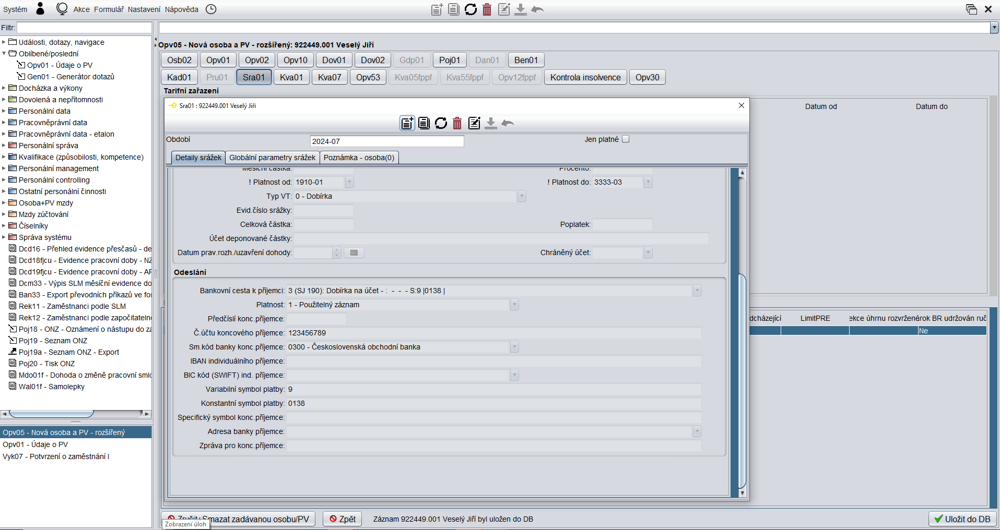 Systém Akce Formulář Nastavení Nápověda
Filtr:
Události, dotazy, navigace
Oblíbené/poslední
Opv01 - Údaje o PV
Gen01 - Generátor dotazů
Docházka a výkony
Dovolená a nepřítomnosti
Personální data
Pracovněprávní data
Pracovněprávní data - etalon
Personální správa
Kvalifikace (způsobilosti, kompetence)
Personální management
Personální controlling
Ostatní personální činnosti
Osoba+PV mzdy
Mzdy zúčtování
Číselníky
Správa systému
Dcd16 - Přehled evidence přesčasů - de
Dcd18fjcu - Evidence pracovní doby - NZ
Dcd19fjcu - Evidence pracovní doby - AF
Dcm33 - Výpis SLM měsíční evidence do
Ban33 - Export převodních příkazů ve for
Rek11 - Zaměstnanci podle SLM
Rek12 - Zaměstnanci podle započitateln
Poj18 - ONZ - Oznámení o nástupu do za
Poj19 - Seznam ONZ
Poj19a - Seznam ONZ - Export
Poj20 - Tisk ONZ
Mdo01f - Dohoda o změně pracovní smlo
Wal01f - Samolepky
Opv05 - Nová osoba a PV - rozšířený
Opv01 - Údaje o PV
Vyk07 - Potvrzení o zaměstnání I
Opv05 - Nová osoba a PV - rozšířený: 922449.001 Veselý Jiří
Osb02 Opv01 Opv02 Opv10 Dov01 Dov02 Gdp01 Poj01 Dan01 Ben01
Kad01 Pru01 Sra01 Kva01 Kva07 Opv53 Kva05fppf Kva55fppf Opv12fppf Kontrola insolvence Opv30
Tarifní zařazení
Datum od Datum do
Sra01 : 922449.001 Veselý Jiří
Období 2024-07 Jen platné
Detaily srážek Globální parametry srážek Poznámka - osoba(0)
Měsíční částka: Procento:
! Platnost od: 1910-01 ! Platnost do: 3333-03
Typ VT: 0 - Dobírka
Evid.číslo srážky:
Celková částka: Poplatek:
Účet deponované částky:
Datum prav.rozh./uzavření dohody: Chráněný účet:
Odeslání
Bankovní cesta k příjemci: 3 (SJ 190): Dobírka na účet - : - - - S:9 |0138 |
Platnost: 1 - Použitelný záznam
Předčíslí konc.příjemce:
Č.účtu koncového příjemce: 123456789
Sm.kód banky konc.příjemce: 0300 - Československá obchodní banka
IBAN individuálního příjemce:
BIC kód (SWIFT) ind. příjemce:
Variabilní symbol platby: 9
Konstantní symbol platby: 0138
Specifický symbol konc.příjemce:
Adresa banky příjemce:
Zpráva pro konc.příjemce:
dcházející LimitPRE ekce úhrnu rozvrženérok BR udržován ruč
Ne
Smazat zadávanou osobu/PV Zpět Záznam 922449.001 Veselý Jiří byl uložen do DB Uložit do DB
Zobrazení úloh